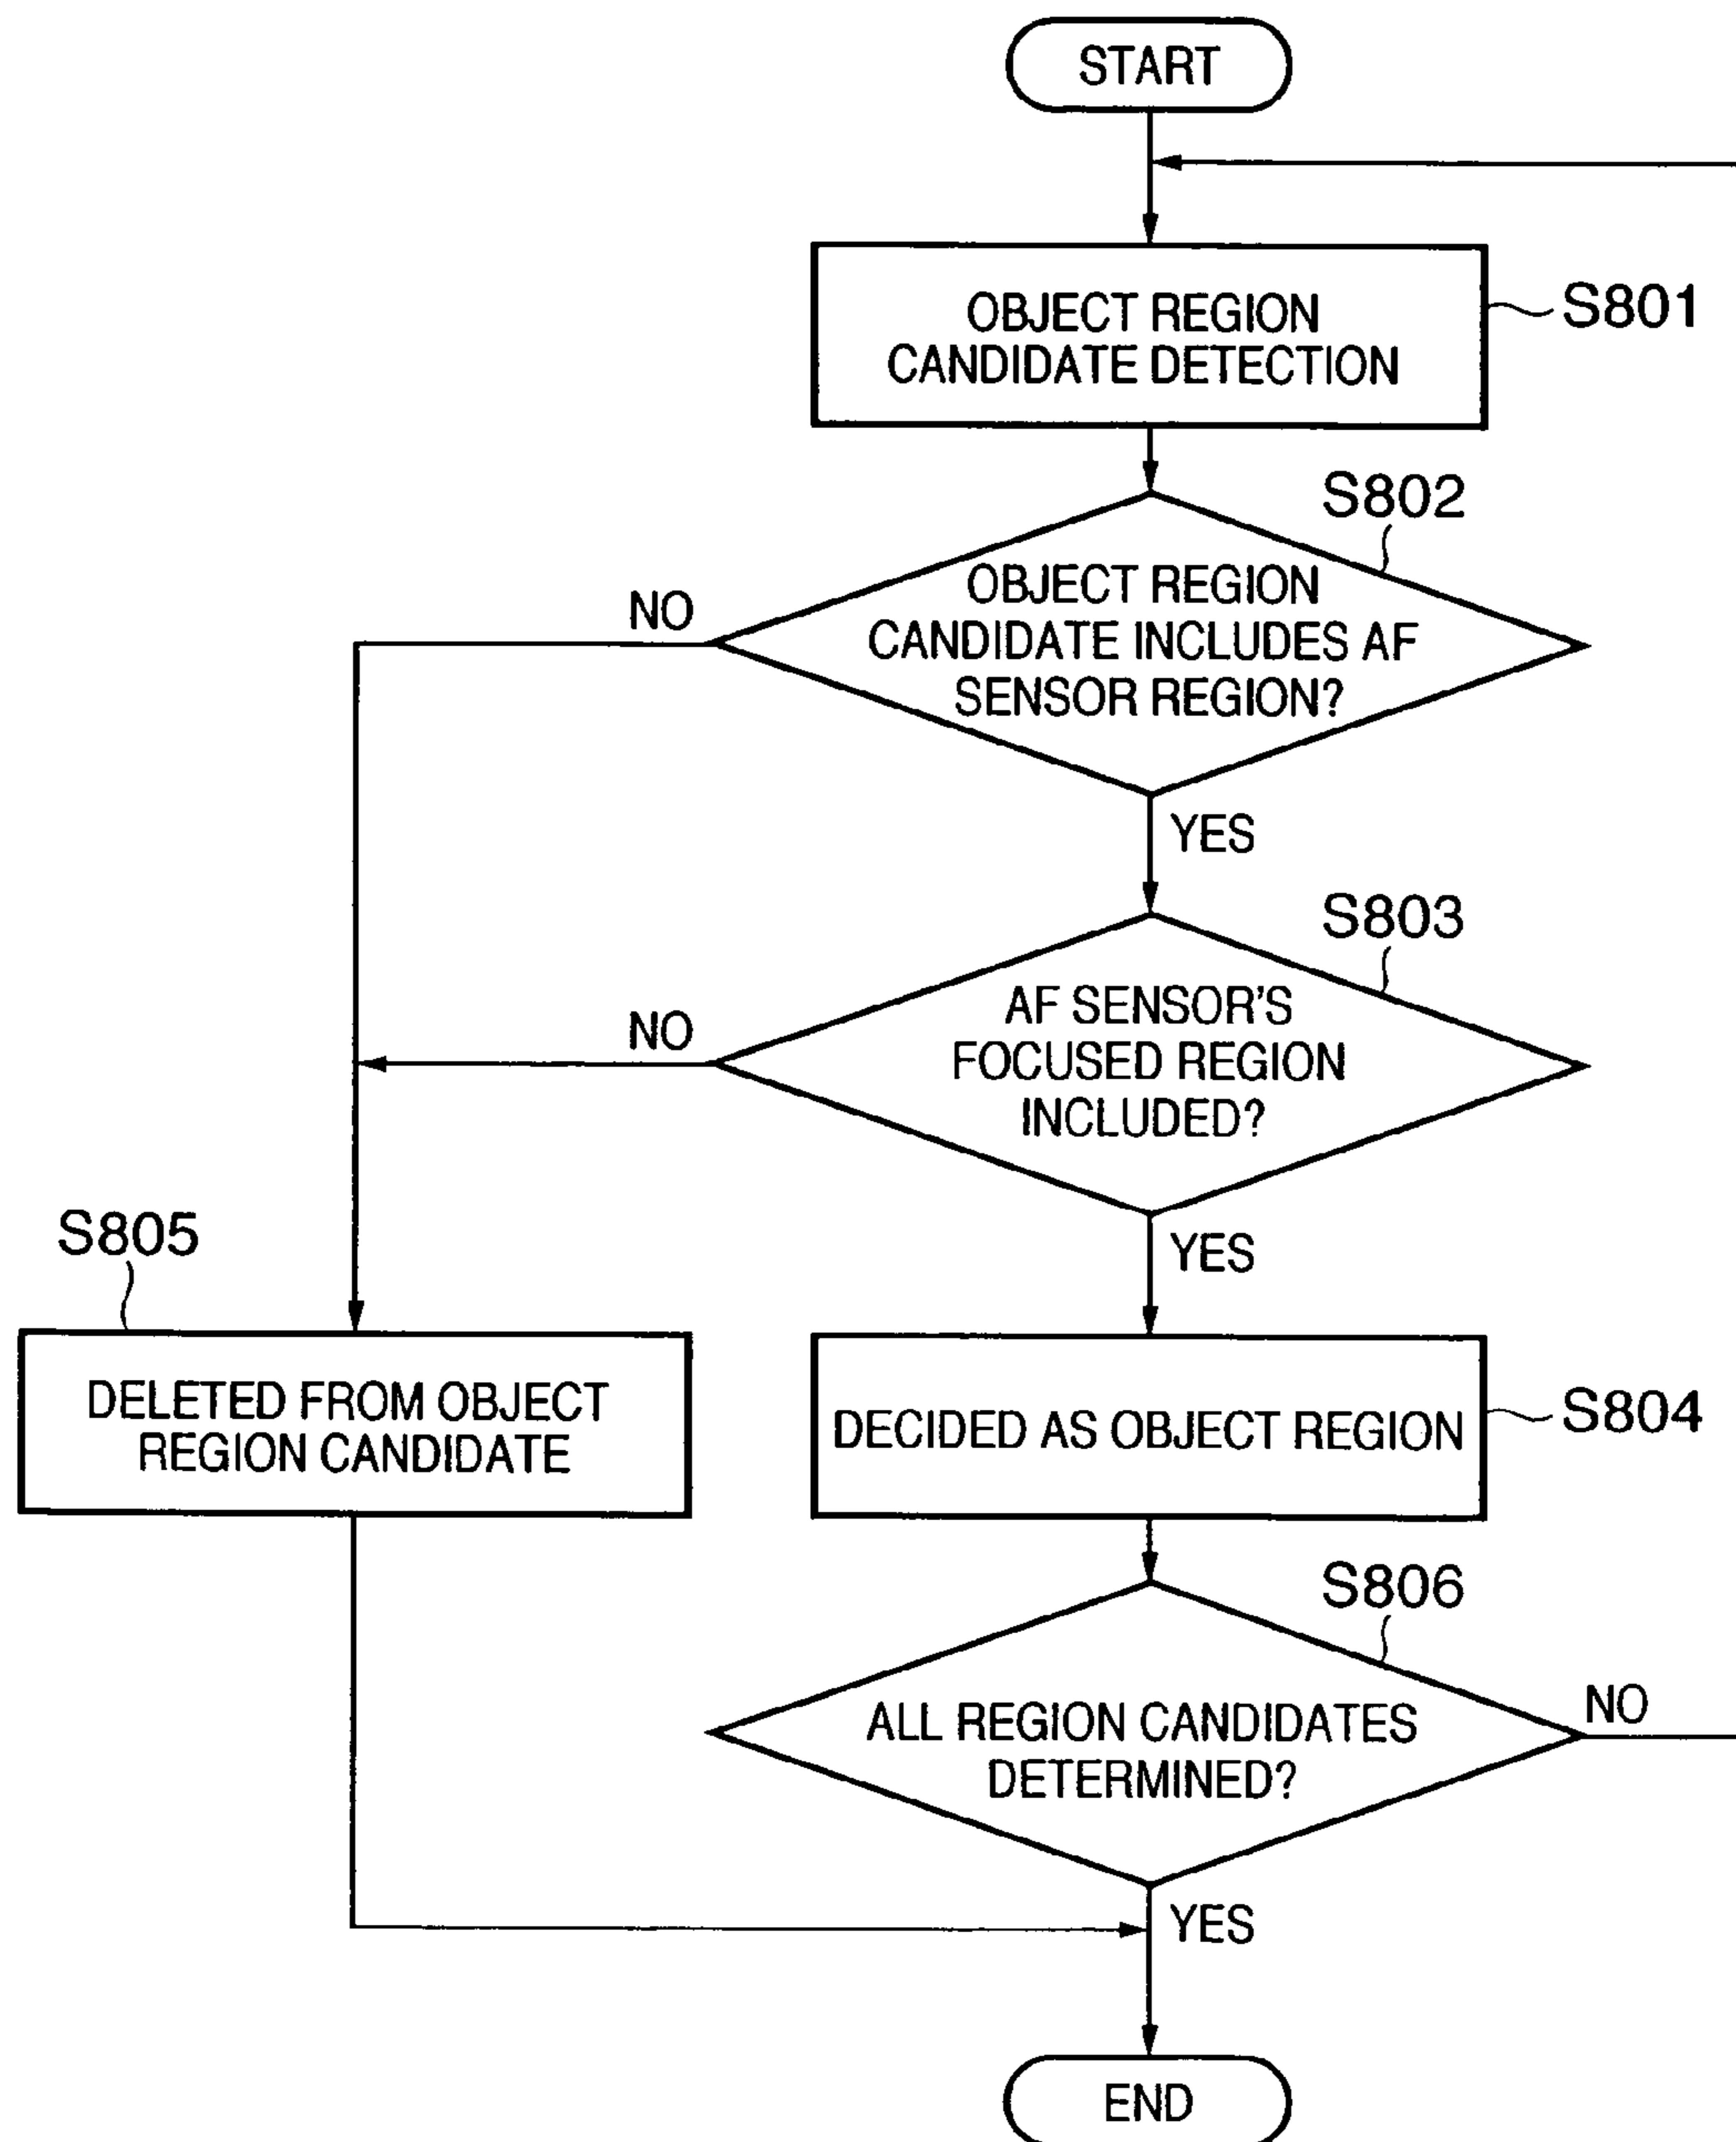 START
OBJECT REGION
CANDIDATE DETECTION
S801
S802
OBJECT REGION
CANDIDATE INCLUDES AF
SENSOR REGION?
NO
YES
S803
AF SENSOR'S
FOCUSED REGION
INCLUDED?
NO
YES
S805
DELETED FROM OBJECT
REGION CANDIDATE
DECIDED AS OBJECT REGION
S804
S806
ALL REGION CANDIDATES
DETERMINED?
NO
YES
END